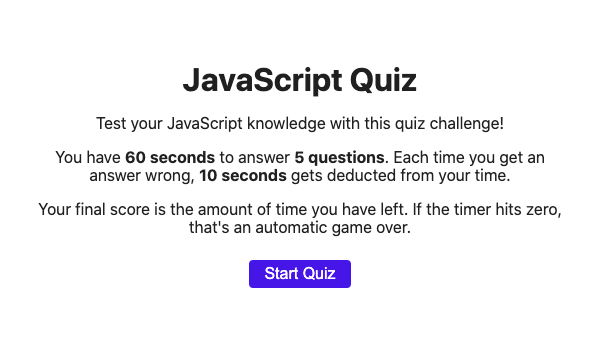 JavaScript Quiz
Test your JavaScript knowledge with this quiz challenge!
You have 60 seconds to answer 5 questions. Each time you get an
answer wrong, 10 seconds gets deducted from your time.
Your final score is the amount of time you have left. If the timer hits zero,
that's an automatic game over.
Start Quiz